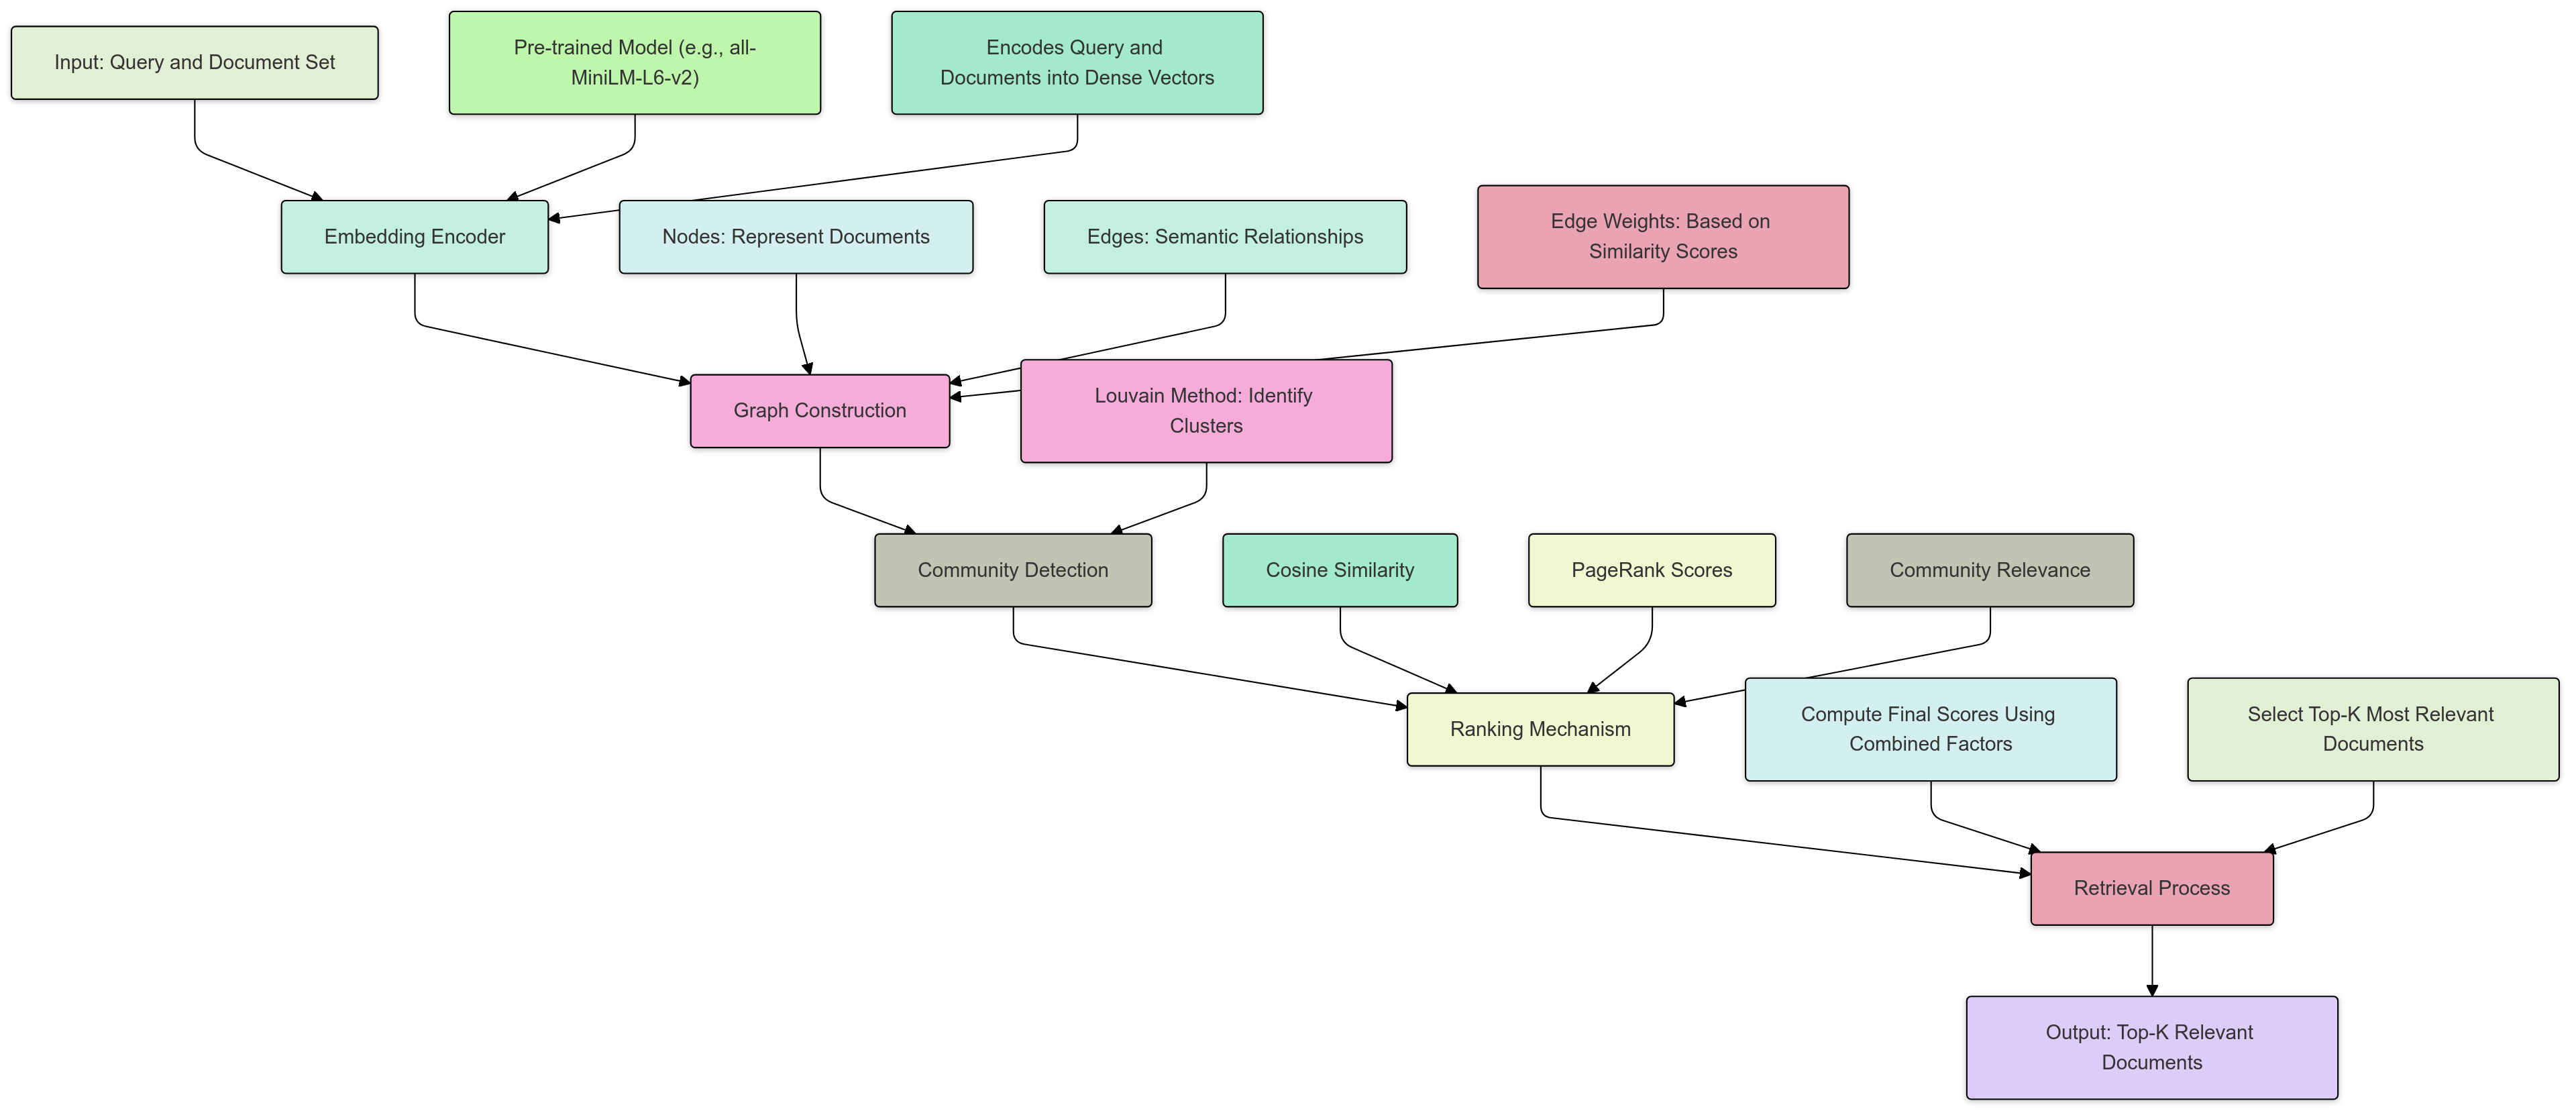 Input: Query and Document Set
Pre-trained Model (e.g., all-
MiniLM-L6-v2)
Encodes Query and
Documents into Dense Vectors
Embedding Encoder
Nodes: Represent Documents
Edges: Semantic Relationships
Edge Weights: Based on
Similarity Scores
Graph Construction
Louvain Method: Identify
Clusters
Community Detection
Cosine Similarity
PageRank Scores
Community Relevance
Ranking Mechanism
Compute Final Scores Using
Combined Factors
Select Top-K Most Relevant
Documents
Retrieval Process
Output: Top-K Relevant
Documents